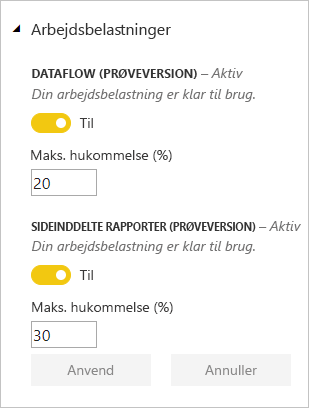 Arbejdsbelastninger
DATAFLOW (PRØVEVERSION) – Aktiv
Din arbejdsbelastning er klar til brug.
Til
Maks. hukommelse (%)
20
SIDEINDDELTE RAPPORTER (PRØVEVERSION) – Aktiv
Din arbejdsbelastning er klar til brug.
Til
Maks. hukommelse (%)
30
Anvend Annuller